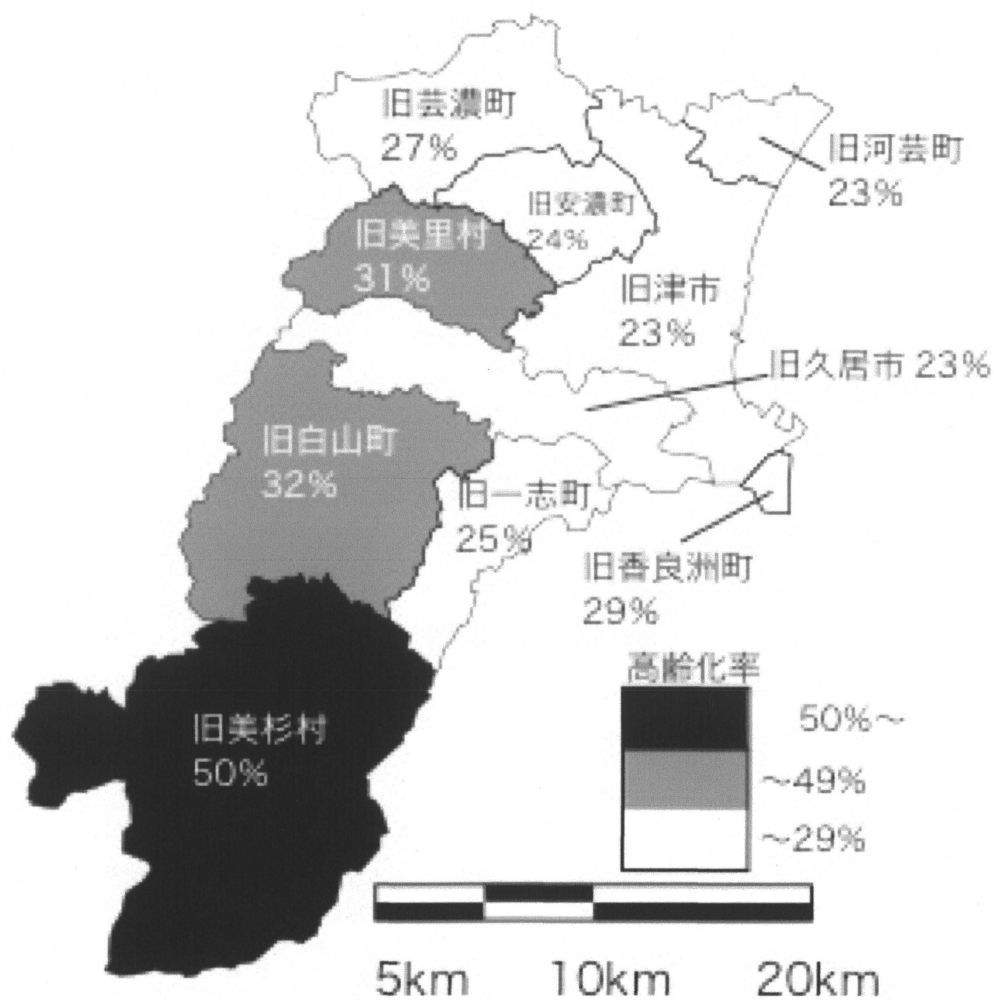 旧芸濃町
27%
旧河芸町
23%
旧安濃町
24%
旧美里村
31%
旧津市
23%
旧久居市 23%
旧白山町
32%
旧一志町
25%
旧香良洲町
29%
旧美杉村
50%
高齢化率
50%～
～49%
～29%
5km 10km 20km